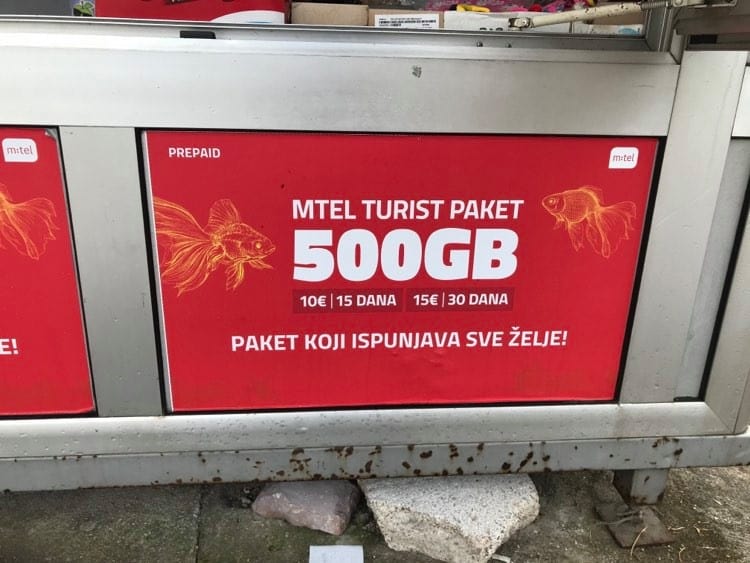 m:tel
E!
PREPAID
m:tel
MTEL TURIST PAKET
500GB
10€ | 15 DANA 15€ | 30 DANA
PAKET KOJI ISPUNJAVA SVE ŽELJE!